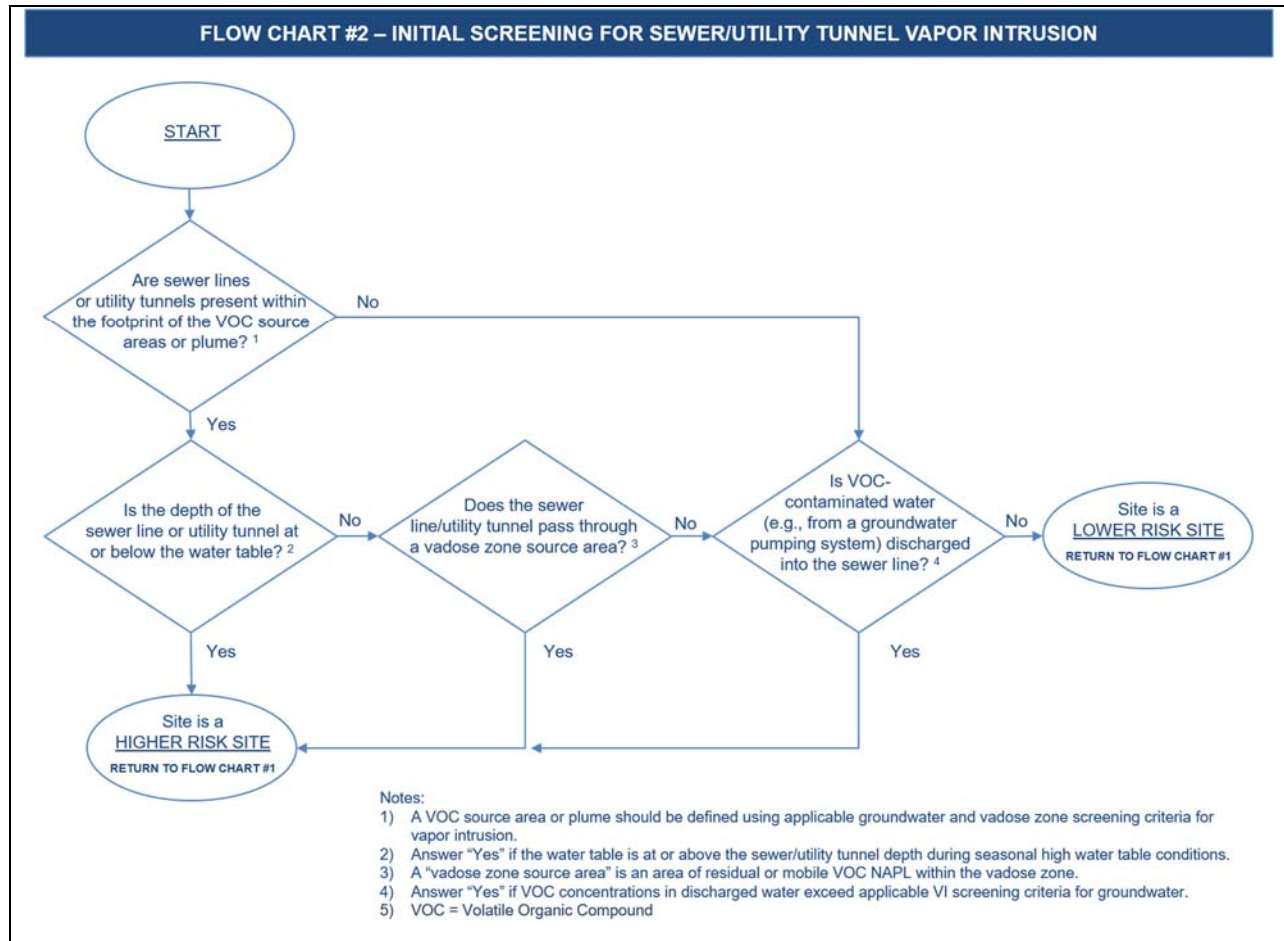 FLOW CHART #2 – INITIAL SCREENING FOR SEWER/UTILITY TUNNEL VAPOR INTRUSION
START
Are sewer lines
or utility tunnels present within
the footprint of the VOC source
areas or plume? ¹
No
Yes
Is the depth of the
sewer line or utility tunnel at
or below the water table? ²
No
Does the sewer
line/utility tunnel pass through
a vadose zone source area? ³
No
Is VOC-
contaminated water
(e.g., from a groundwater
pumping system) discharged
into the sewer line? ⁴
No
Site is a
LOWER RISK SITE
RETURN TO FLOW CHART #1
Yes
Yes
Yes
Site is a
HIGHER RISK SITE
RETURN TO FLOW CHART #1
Notes:
1) A VOC source area or plume should be defined using applicable groundwater and vadose zone screening criteria for
vapor intrusion.
2) Answer “Yes” if the water table is at or above the sewer/utility tunnel depth during seasonal high water table conditions.
3) A “vadose zone source area” is an area of residual or mobile VOC NAPL within the vadose zone.
4) Answer “Yes” if VOC concentrations in discharged water exceed applicable VI screening criteria for groundwater.
5) VOC = Volatile Organic Compound